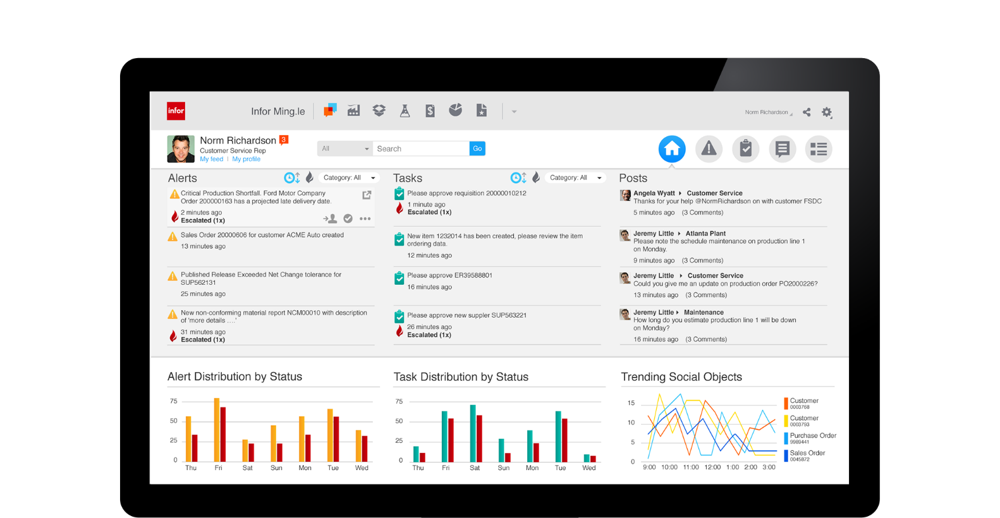 infor
Infor Ming.le
Norm Richardson
Norm Richardson 3
Customer Service Rep
My feed | My profile
All
Search
Go
Alerts
Category: All
Critical Production Shortfall. Ford Motor Company
Order 200000163 has a projected late delivery date.
2 minutes ago
Escalated (1x)
Sales Order 20000606 for customer ACME Auto created
13 minutes ago
Published Release Exceeded Net Change tolerance for
SUP562131
25 minutes ago
New non-conforming material report NCM00010 with description
of 'more details ....'
31 minutes ago
Escalated (1x)
Tasks
Category: All
Please approve requisition 20000010212
1 minute ago
Escalated (1x)
New item 1232014 has been created, please review the item
ordering data.
12 minutes ago
Please approve ER39588801
16 minutes ago
Please approve new suppler SUP563221
26 minutes ago
Escalated (1x)
Posts
Angela Wyatt Customer Service
Thanks for your help @NormRichardson on with customer FSDC
5 minutes ago (3 Comments)
Jeremy Little Atlanta Plant
Please note the schedule maintenance on production line 1
on Monday.
9 minutes ago (3 Comments)
Jeremy Little Customer Service
Could you give me an update on production order PO2000226?
13 minutes ago (3 Comments)
Jeremy Little Maintenance
How long do you estimate production line 1 will be down
on Monday?
16 minutes ago (3 Comments)
Alert Distribution by Status
75
50
25
0
Thu Fri Sat Sun Mon Tue Wed
Task Distribution by Status
75
50
25
0
Thu Fri Sat Sun Mon Tue Wed
Trending Social Objects
15
10
5
0
9:00 10:00 11:00 12:00 1:00 2:00 3:00
Customer
0003768
Customer
0003793
Purchase Order
9989441
Sales Order
0045872